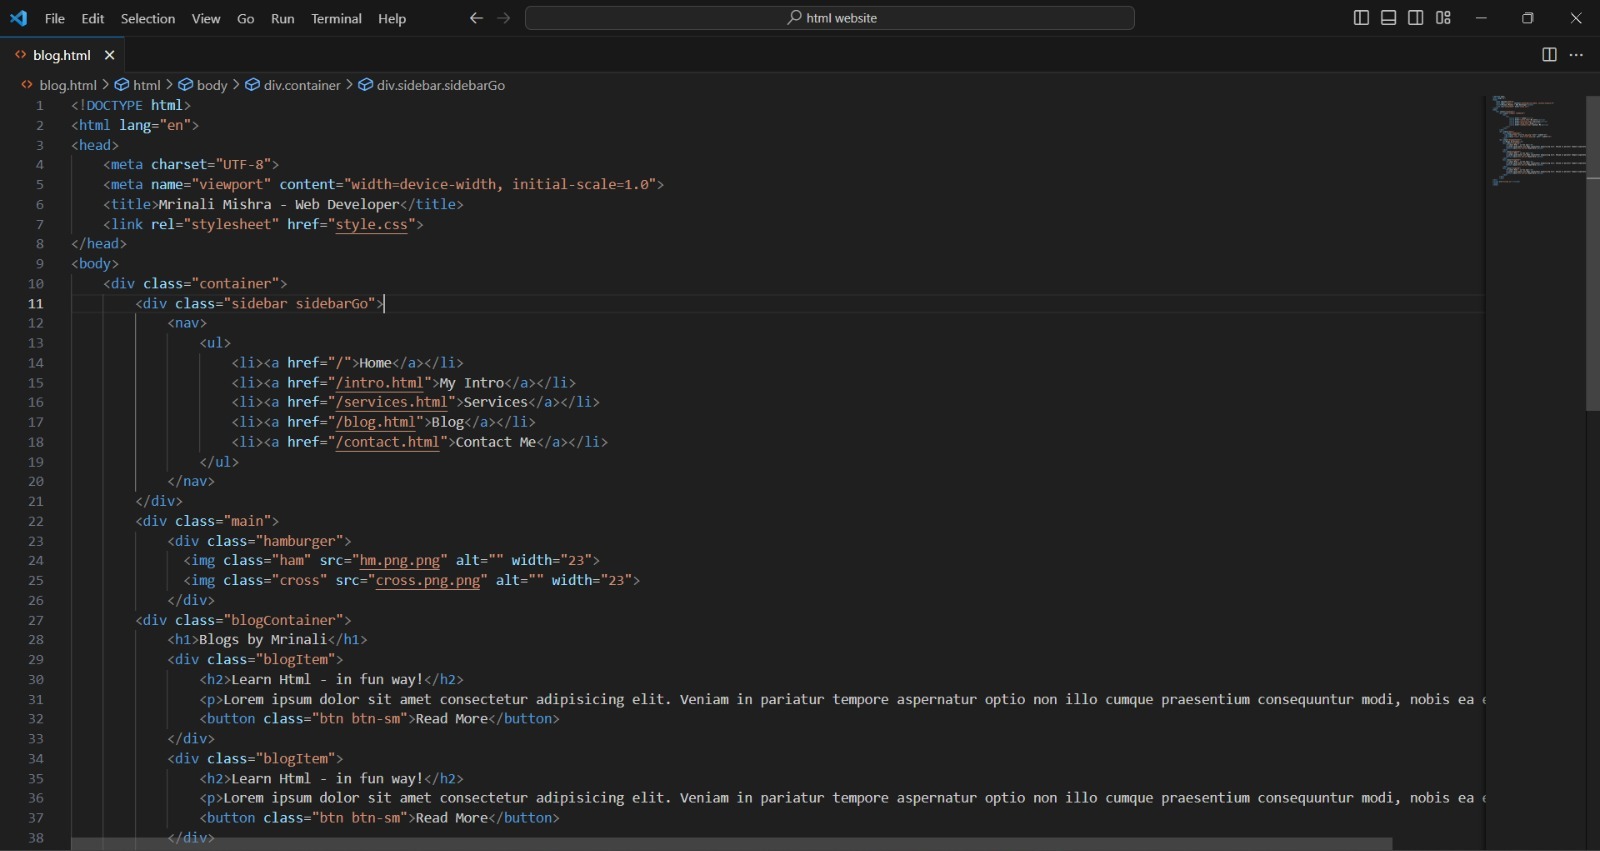 File Edit Selection View Go Run Terminal Help html website
blog.html
blog.html > html > body > div.container > div.sidebar.sidebarGo
1 <!DOCTYPE html>
2 <html lang="en">
3 <head>
4 <meta charset="UTF-8">
5 <meta name="viewport" content="width=device-width, initial-scale=1.0">
6 <title>Mrinali Mishra - Web Developer</title>
7 <link rel="stylesheet" href="style.css">
8 </head>
9 <body>
10 <div class="container">
11 <div class="sidebar sidebarGo">
12 <nav>
13 <ul>
14 <li><a href="/">Home</a></li>
15 <li><a href="/intro.html">My Intro</a></li>
16 <li><a href="/services.html">Services</a></li>
17 <li><a href="/blog.html">Blog</a></li>
18 <li><a href="/contact.html">Contact Me</a></li>
19 </ul>
20 </nav>
21 </div>
22 <div class="main">
23 <div class="hamburger">
24 <img class="ham" src="hm.png.png" alt="" width="23">
25 <img class="cross" src="cross.png.png" alt="" width="23">
26 </div>
27 <div class="blogContainer">
28 <h1>Blogs by Mrinali</h1>
29 <div class="blogItem">
30 <h2>Learn Html - in fun way!</h2>
31 <p>Lorem ipsum dolor sit amet consectetur adipisicing elit. Veniam in pariatur tempore aspernatur optio non illo cumque praesentium consequuntur modi, nobis ea
32 <button class="btn btn-sm">Read More</button>
33 </div>
34 <div class="blogItem">
35 <h2>Learn Html - in fun way!</h2>
36 <p>Lorem ipsum dolor sit amet consectetur adipisicing elit. Veniam in pariatur tempore aspernatur optio non illo cumque praesentium consequuntur modi, nobis ea
37 <button class="btn btn-sm">Read More</button>
38 </div>